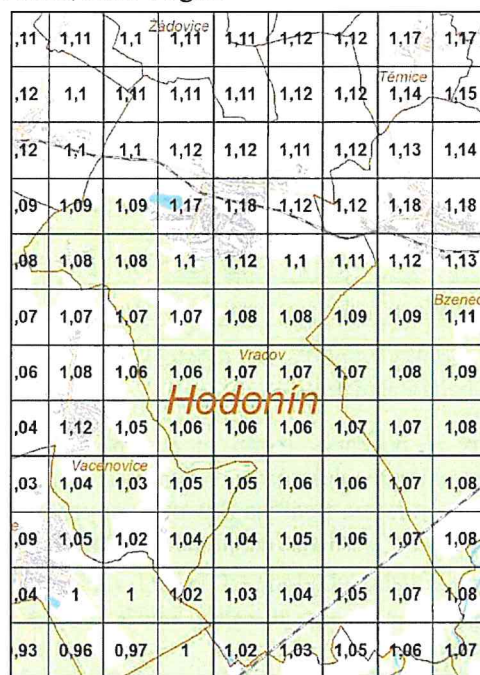 ,11 1,11 1,1 1,11 1,11 1,12 1,12 1,17 1,17
Žádovice
Těmice
,12 1,1 1,11 1,11 1,11 1,12 1,12 1,14 1,15
,12 1,1 1,1 1,12 1,12 1,11 1,12 1,13 1,14
,09 1,09 1,09 1,17 1,18 1,12 1,12 1,18 1,18
,08 1,08 1,08 1,1 1,12 1,1 1,11 1,12 1,13
Bzenec
,07 1,07 1,07 1,07 1,08 1,08 1,09 1,09 1,11
Vracov
,06 1,08 1,06 1,06 1,07 1,07 1,07 1,08 1,09
Hodonín
,04 1,12 1,05 1,06 1,06 1,06 1,07 1,07 1,08
Vacenovice
,03 1,04 1,03 1,05 1,05 1,06 1,06 1,07 1,08
e
,09 1,05 1,02 1,04 1,04 1,05 1,06 1,07 1,08
,04 1 1 1,02 1,03 1,04 1,05 1,07 1,08
,93 0,96 0,97 1 1,02 1,03 1,05 1,06 1,07